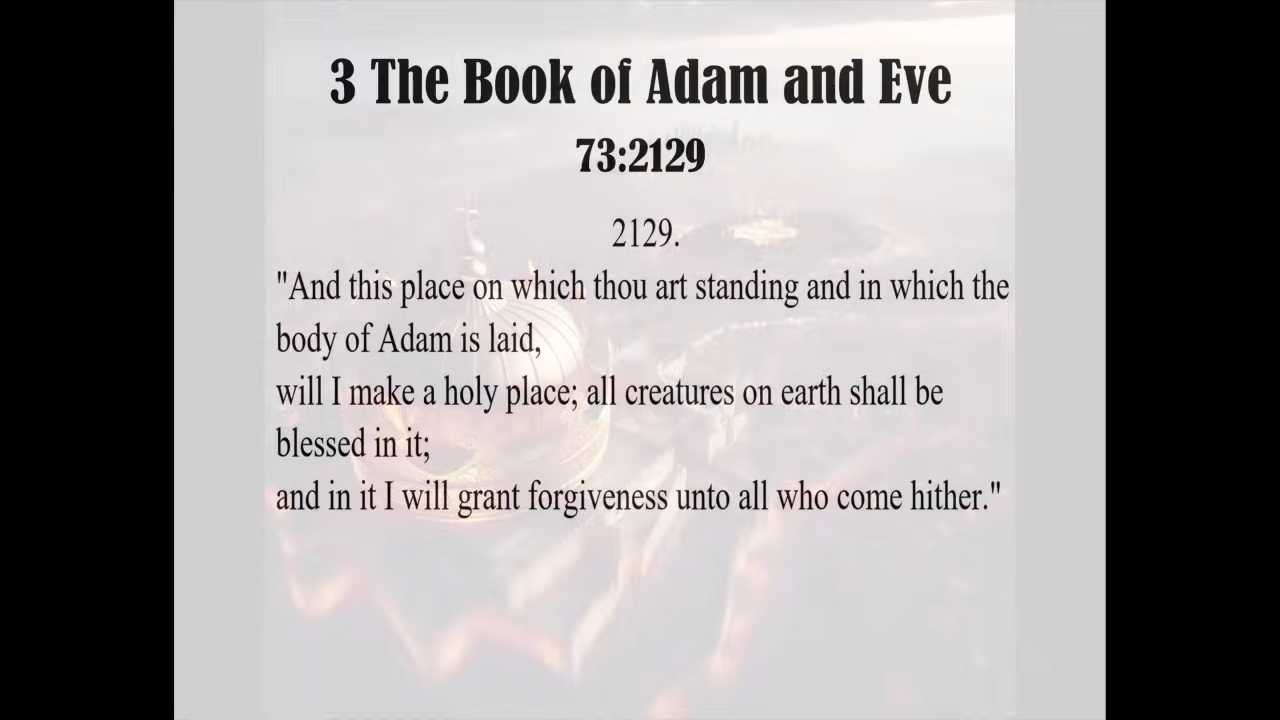 3 The Book of Adam and Eve
73:2129
2129.
"And this place on which thou art standing and in which the
body of Adam is laid,
will I make a holy place; all creatures on earth shall be
blessed in it;
and in it I will grant forgiveness unto all who come hither."